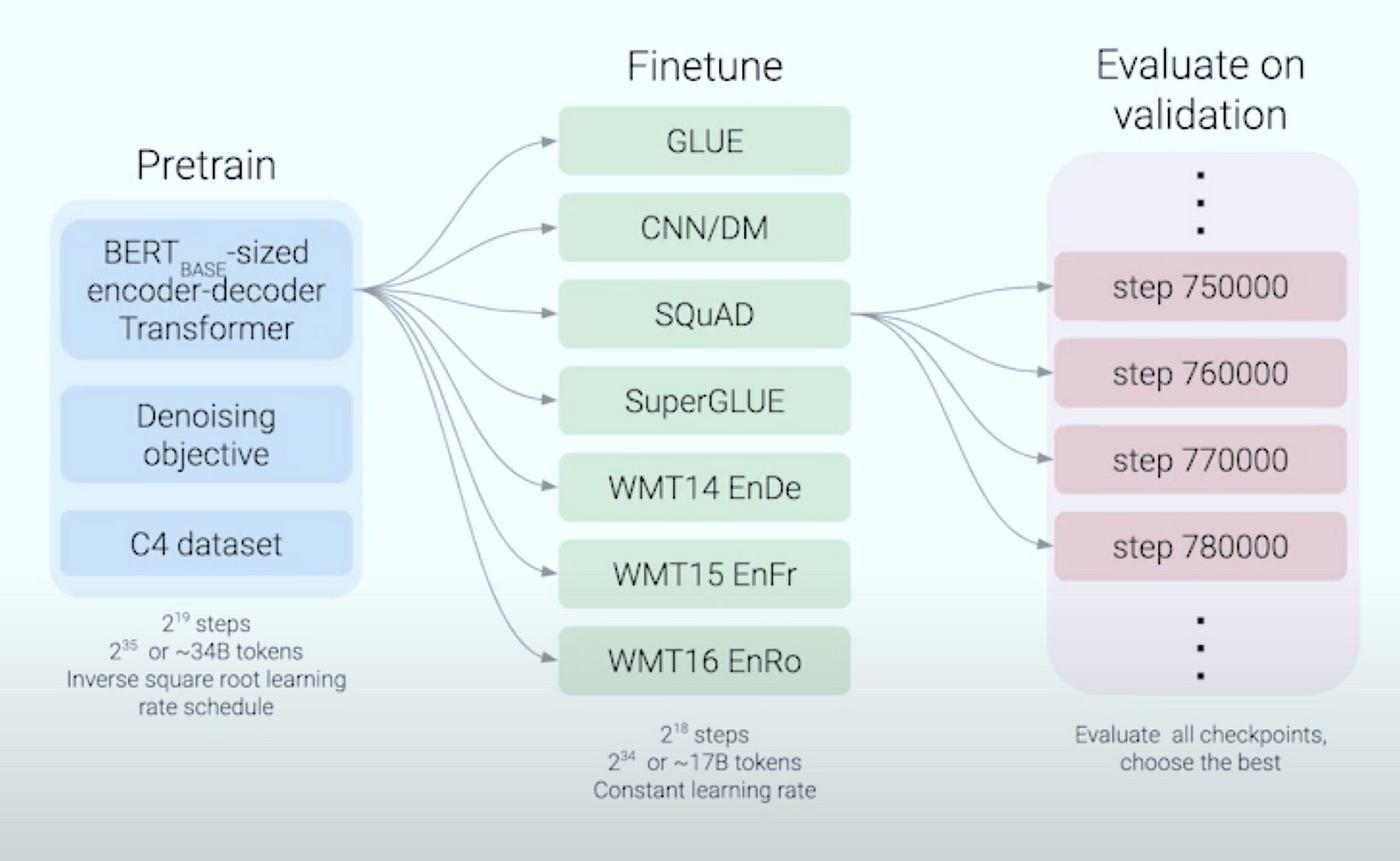 Pretrain
BERT_BASE-sized
encoder-decoder
Transformer
Denoising
objective
C4 dataset
2^19 steps
2^35 or ~34B tokens
Inverse square root learning
rate schedule
Finetune
GLUE
CNN/DM
SQuAD
SuperGLUE
WMT14 EnDe
WMT15 EnFr
WMT16 EnRo
2^18 steps
2^34 or ~17B tokens
Constant learning rate
Evaluate on
validation
step 750000
step 760000
step 770000
step 780000
Evaluate all checkpoints,
choose the best